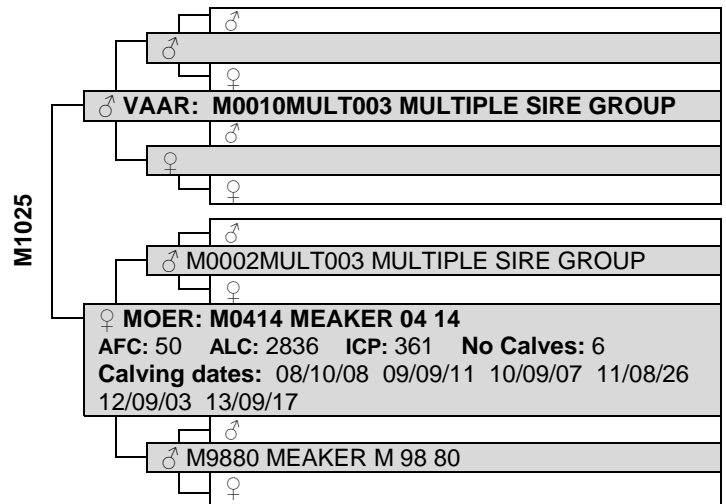 M1025
♂
♂
♀
♂ VAAR: M0010MULT003 MULTIPLE SIRE GROUP
♂
♀
♀
♂
♂ M0002MULT003 MULTIPLE SIRE GROUP
♀
♀ MOER: M0414 MEAKER 04 14
AFC: 50 ALC: 2836 ICP: 361 No Calves: 6
Calving dates: 08/10/08 09/09/11 10/09/07 11/08/26
12/09/03 13/09/17
♂
♂ M9880 MEAKER M 98 80
♀